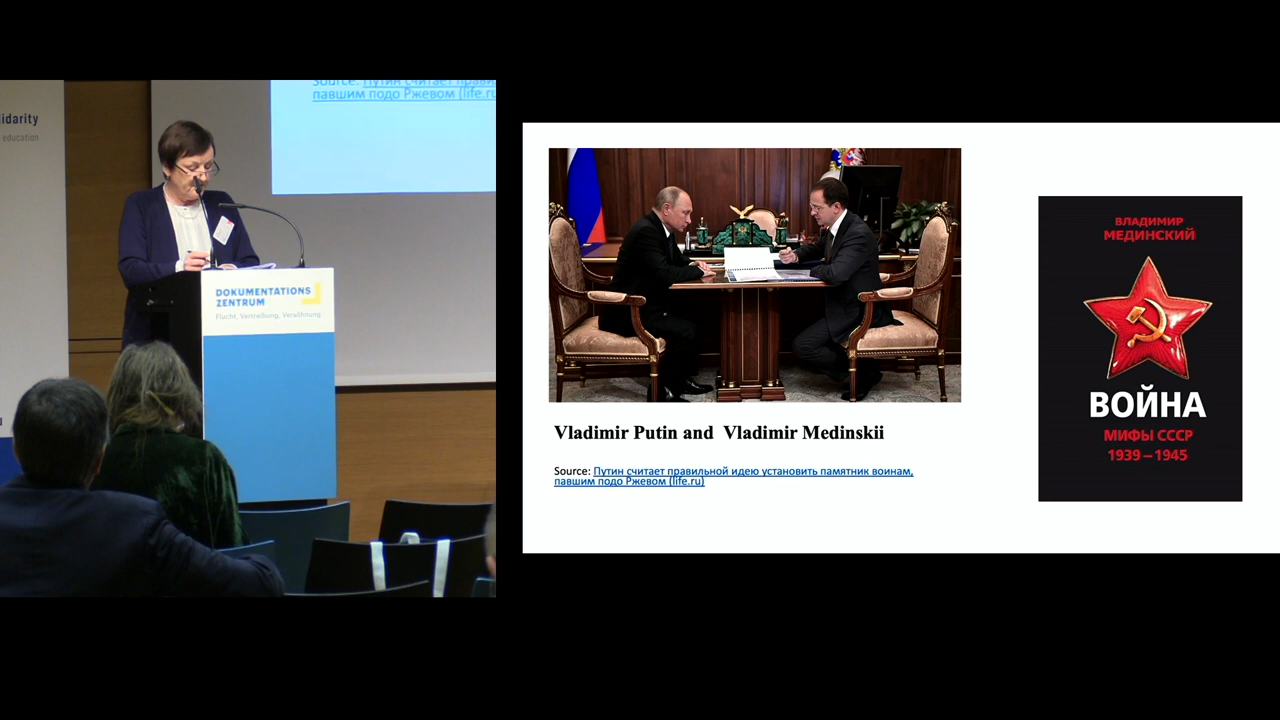 lidarity
education
Source: Путин считает прави
павшим подо Ржевом (life.ru
DOKUMENTATIONS
ZENTRUM
Flucht, Vertreibung, Versöhnung
Vladimir Putin and Vladimir Medinskii
Source: Путин считает правильной идею установить памятник воинам,
павшим подо Ржевом (life.ru)
ВЛАДИМИР
МЕДИНСКИЙ
ВОЙНА
МИФЫ СССР
1939 – 1945